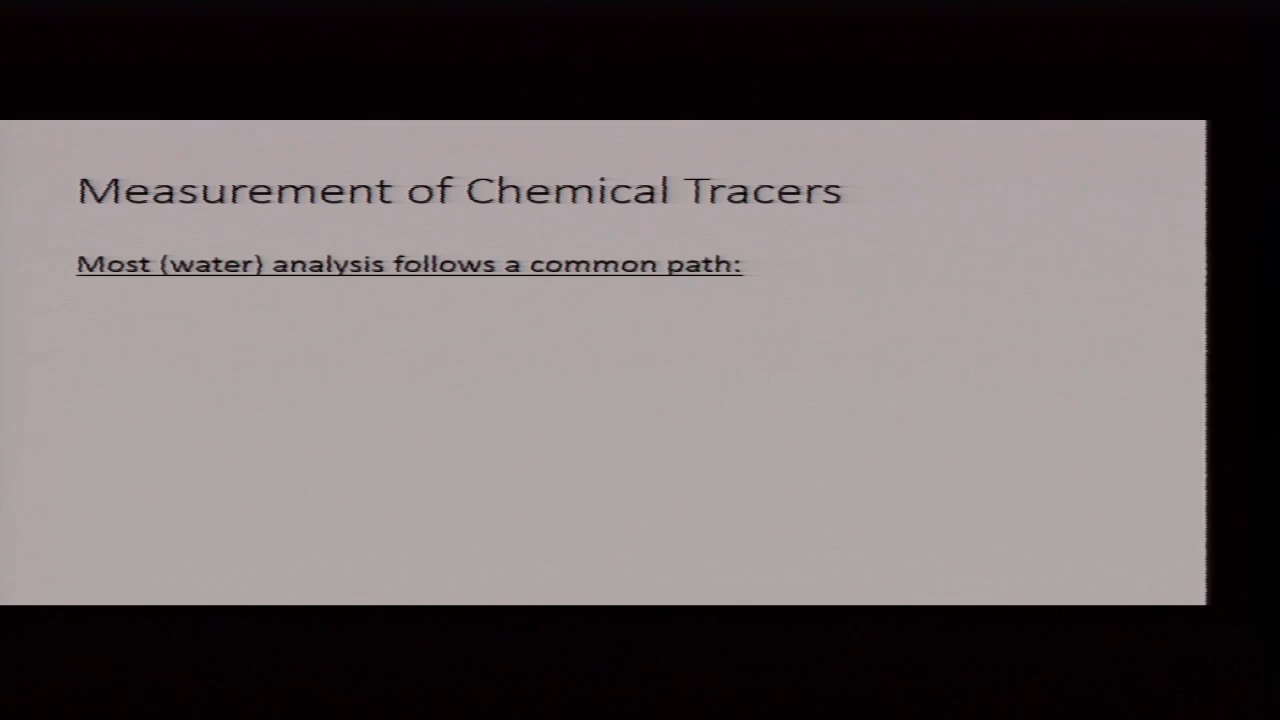 Measurement of Chemical Tracers
Most (water) analysis follows a common path: